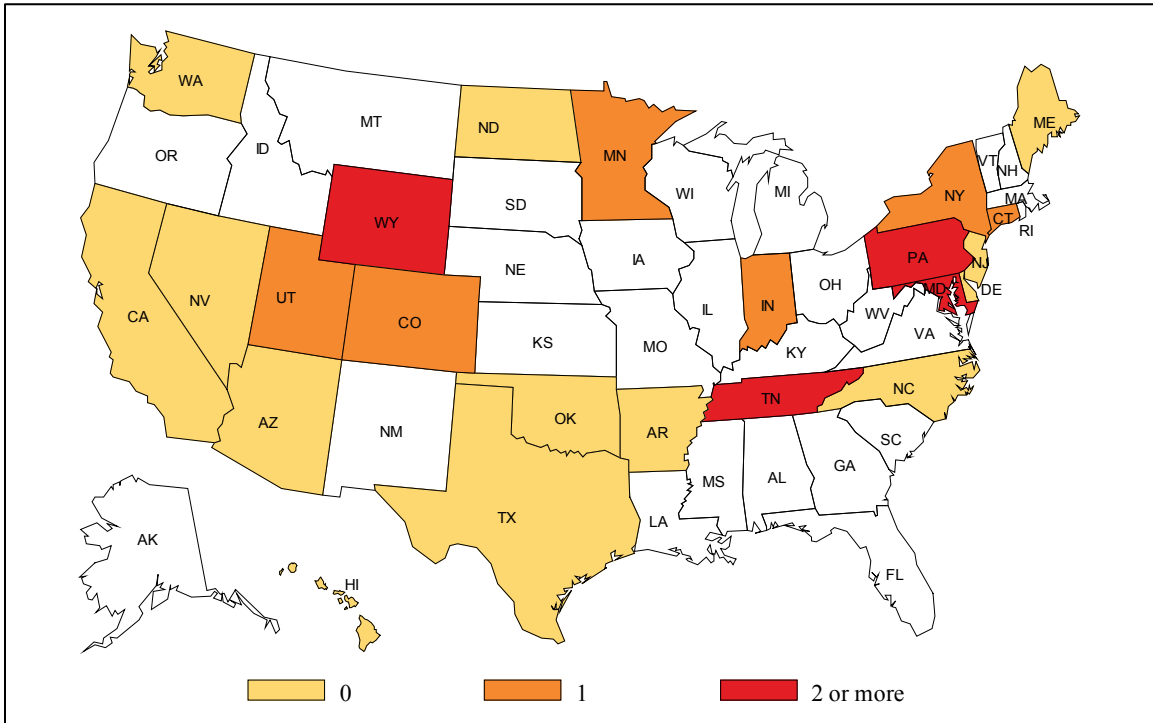 WA
MT
ND
MN
ME
OR
ID
VT
NH
WI
MI
NY
MA
SD
CT
WY
RI
PA
IA
NE
NJ
OH
MD
DE
UT
NV
IL
IN
CA
CO
WV
VA
KS
MO
KY
TN
NC
OK
AZ
AR
NM
SC
GA
MS
AL
TX
LA
AK
FL
HI
0
1
2 or more